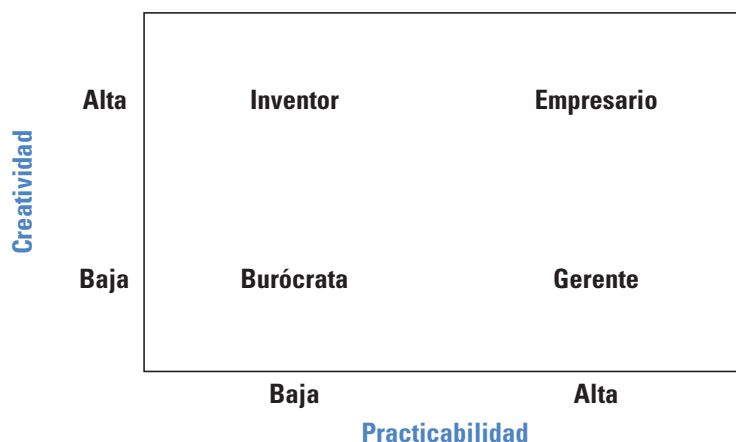 Alta Inventor Empresario
Creatividad
Baja Burócrata Gerente
Baja Alta
Practicabilidad